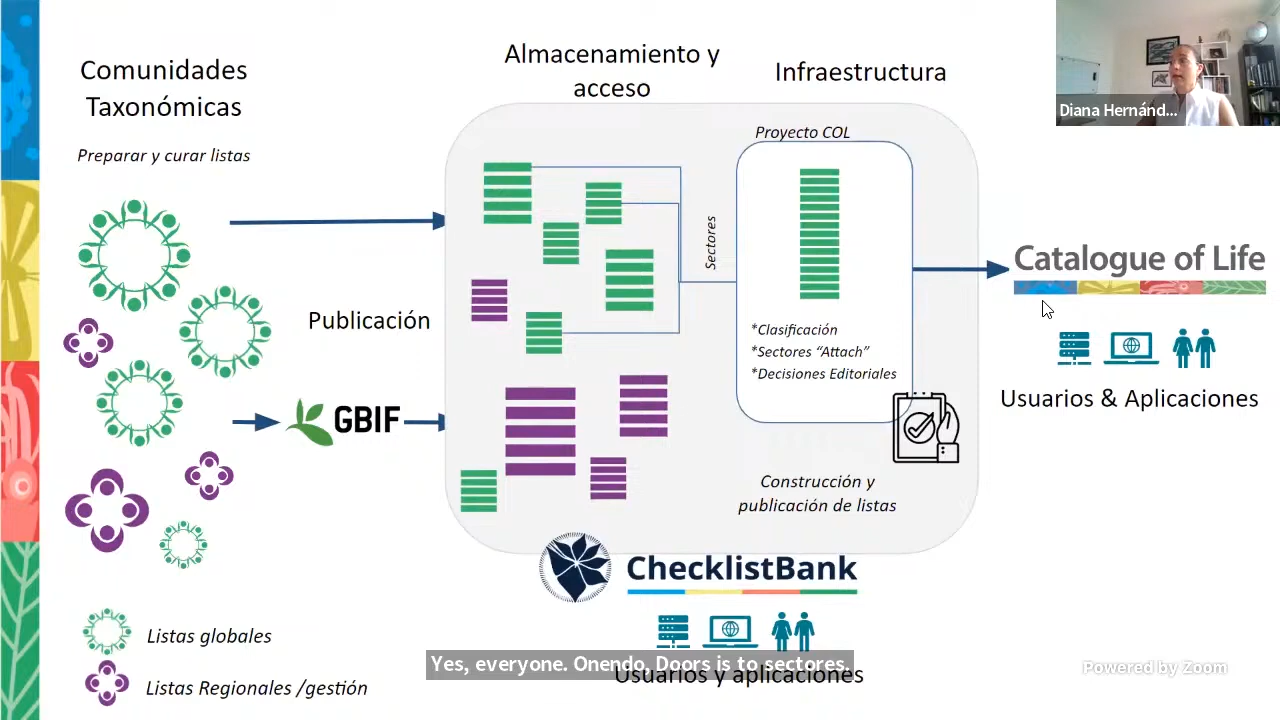 Comunidades
Taxonómicas
Preparar y curar listas
Almacenamiento y
acceso
Infraestructura
Diana Hernánd...
Proyecto COL
Sectores
Publicación
GBIF
*Clasificación
*Sectores “Attach”
*Decisiones Editoriales
Catalogue of Life
Usuarios & Aplicaciones
Construcción y
publicación de listas
ChecklistBank
Listas globales
Listas Regionales /gestión
Yes, everyone. Onendo. Doors is to sectores.
Usuarios y aplicaciones
Powered by Zoom